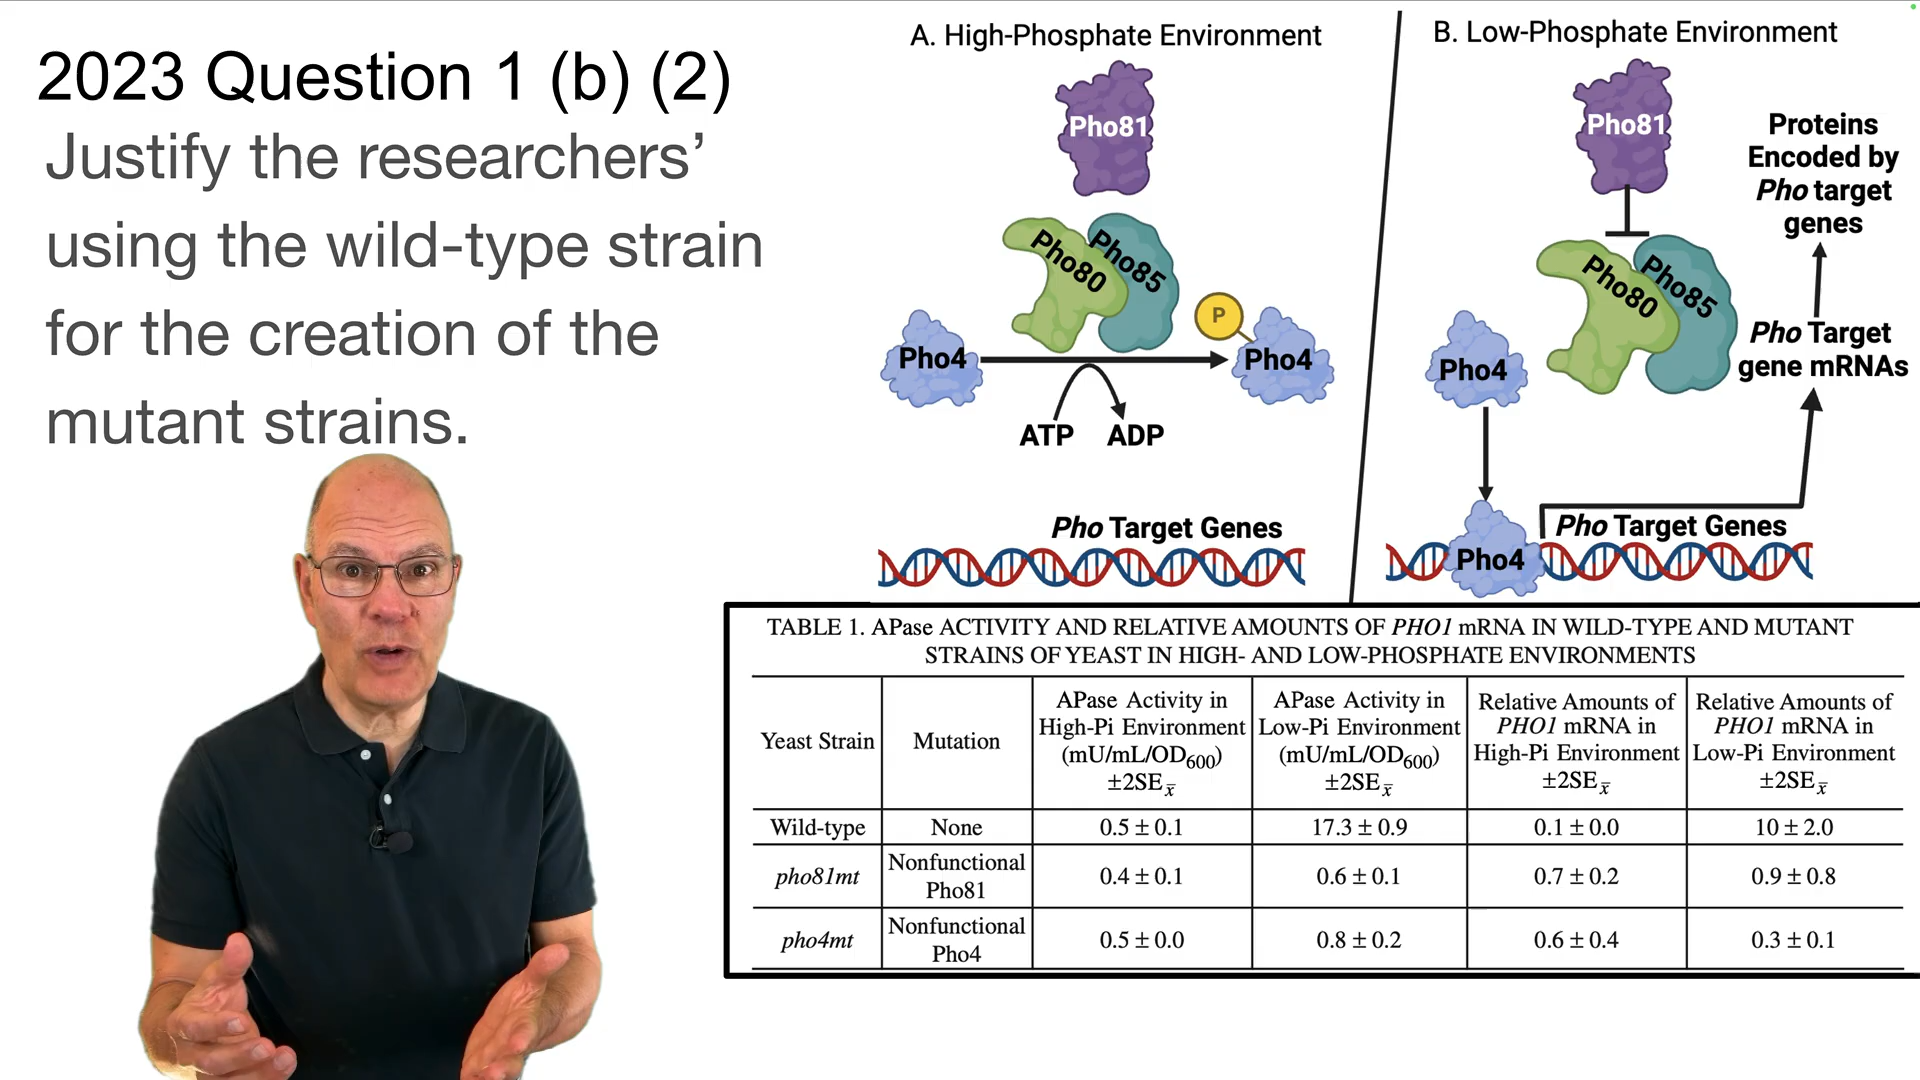 2023 Question 1 (b) (2)
Justify the researchers’
using the wild-type strain
for the creation of the
mutant strains.
A. High-Phosphate Environment
Pho81
Pho80
Pho85
P
Pho4
Pho4
ATP
ADP
Pho Target Genes
B. Low-Phosphate Environment
Pho81
Proteins
Encoded by
Pho target
genes
Pho80
Pho85
Pho Target
gene mRNAs
Pho4
Pho Target Genes
Pho4
TABLE 1. APase ACTIVITY AND RELATIVE AMOUNTS OF PHO1 mRNA IN WILD-TYPE AND MUTANT
STRAINS OF YEAST IN HIGH- AND LOW-PHOSPHATE ENVIRONMENTS
Yeast Strain
Mutation
APase Activity in
High-Pi Environment
(mU/mL/OD600)
±2SEx̄
APase Activity in
Low-Pi Environment
(mU/mL/OD600)
±2SEx̄
Relative Amounts of
PHO1 mRNA in
High-Pi Environment
±2SEx̄
Relative Amounts of
PHO1 mRNA in
Low-Pi Environment
±2SEx̄
Wild-type None 0.5 ± 0.1 17.3 ± 0.9 0.1 ± 0.0 10 ± 2.0
pho81mt
Nonfunctional
Pho81
0.4 ± 0.1 0.6 ± 0.1 0.7 ± 0.2 0.9 ± 0.8
pho4mt
Nonfunctional
Pho4
0.5 ± 0.0 0.8 ± 0.2 0.6 ± 0.4 0.3 ± 0.1